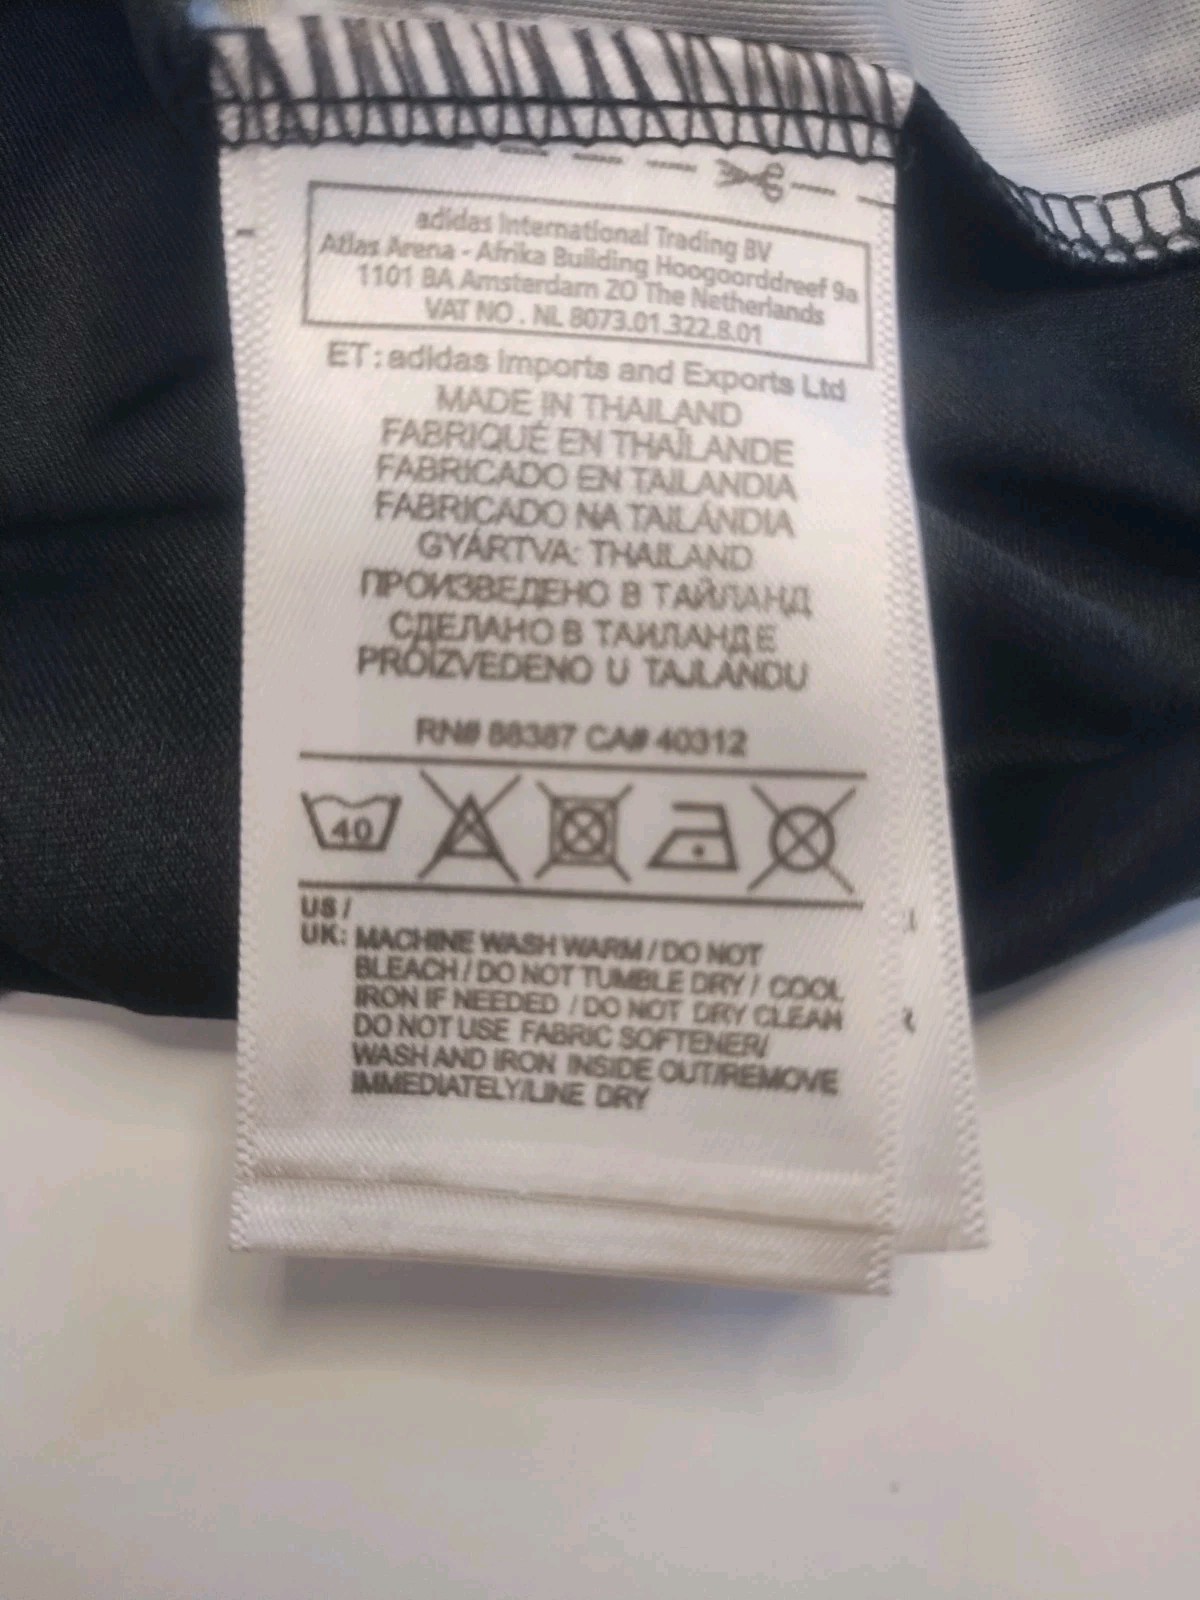 adidas International Trading BV
Atlas Arena - Afrika Building Hoogoorddreef 9a
1101 BA Amsterdam ZO The Netherlands
VAT NO . NL 8073.01.322.8.01
ET: adidas Imports and Exports Ltd
MADE IN THAILAND
FABRIQUÉ EN THAÎLANDE
FABRICADO EN TAILANDIA
FABRICADO NA TAILÁNDIA
GYÁRTVA: THAILAND
ПРОИЗВЕДЕНО В ТАЙЛАНД
СДЕЛАНО В ТАИЛАНДЕ
PROIZVEDENO U TAJLANDU
RN# 88387 CA# 40312
40
US /
UK: MACHINE WASH WARM / DO NOT
BLEACH / DO NOT TUMBLE DRY / COOL
IRON IF NEEDED / DO NOT DRY CLEAN
DO NOT USE FABRIC SOFTENER/
WASH AND IRON INSIDE OUT/REMOVE
IMMEDIATELY/LINE DRY